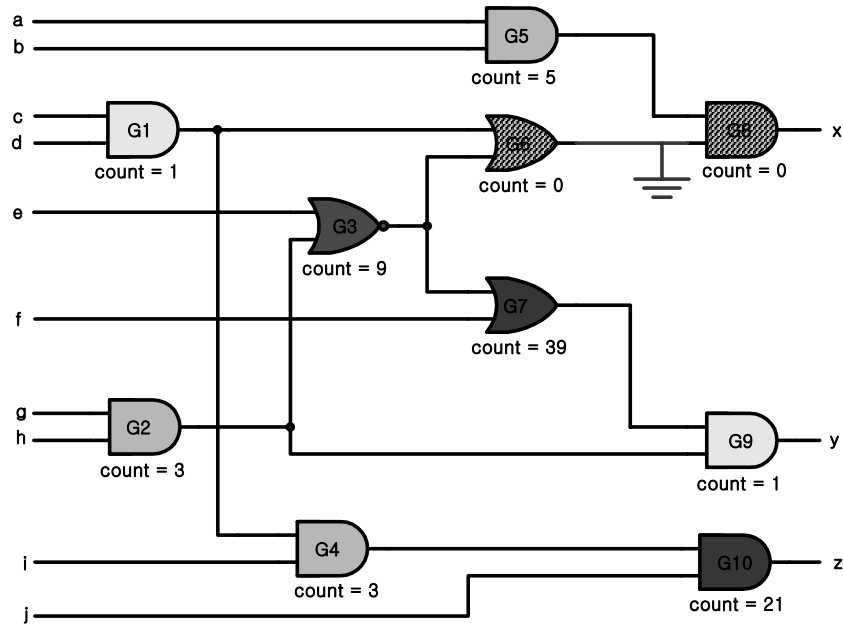 a
b
G5
count = 5
c
d
G1
count = 1
G6
count = 0
G8
count = 0
x
e
G3
count = 9
f
G7
count = 39
g
h
G2
count = 3
G9
count = 1
y
i
G4
count = 3
G10
count = 21
z
j